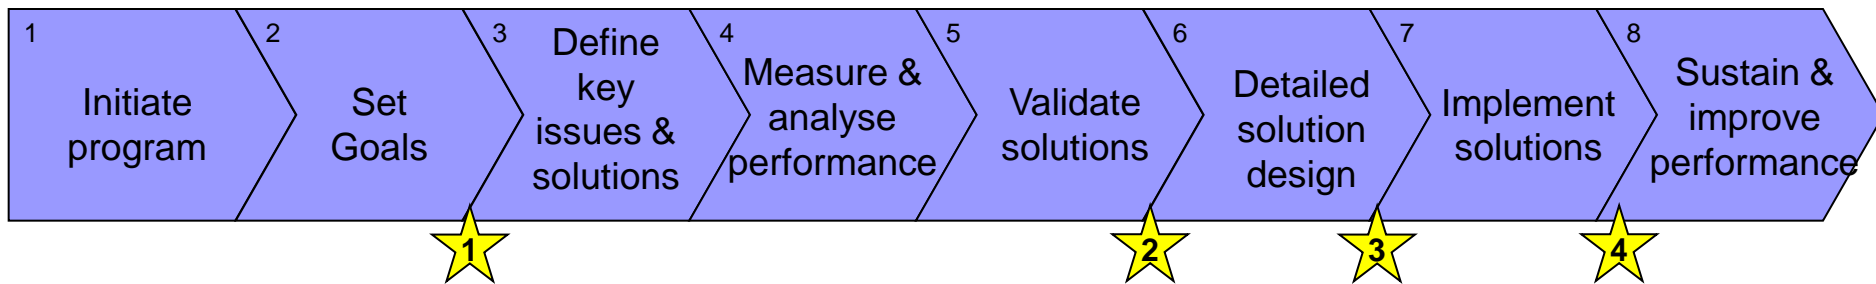 1
Initiate
program
2
Set
Goals
3
Define
key
issues &
solutions
4
Measure &
analyse
performance
5
Validate
solutions
6
Detailed
solution
design
7
Implement
solutions
8
Sustain &
improve
performance
1
2
3
4